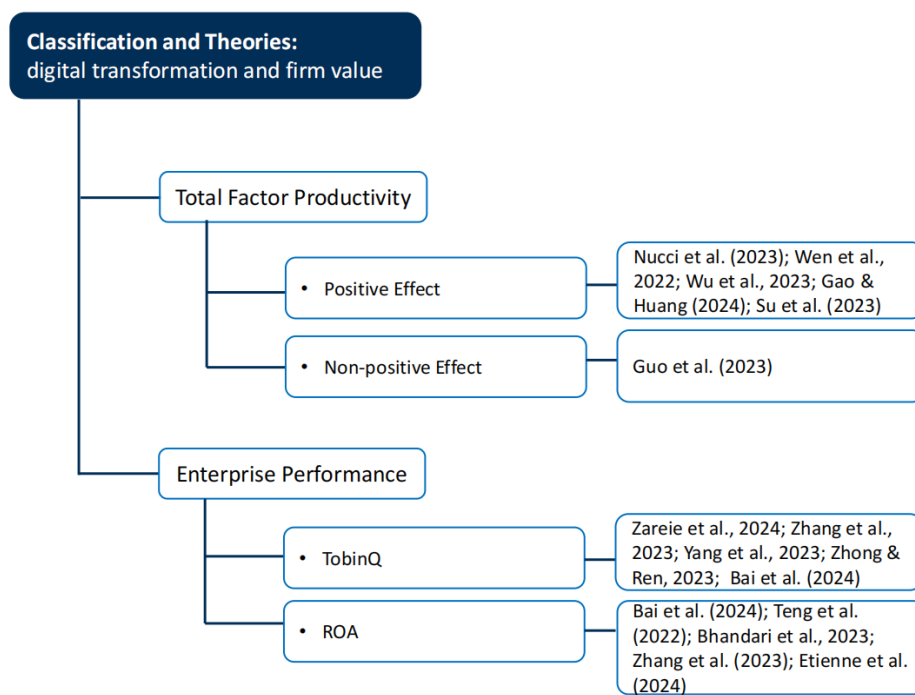 Classification and Theories:
digital transformation and firm value
Total Factor Productivity
• Positive Effect
Nucci et al. (2023); Wen et al.,
2022; Wu et al., 2023; Gao &
Huang (2024); Su et al. (2023)
• Non-positive Effect
Guo et al. (2023)
Enterprise Performance
• TobinQ
Zareie et al., 2024; Zhang et al.,
2023; Yang et al., 2023; Zhong &
Ren, 2023;  Bai et al. (2024)
• ROA
Bai et al. (2024); Teng et al.
(2022); Bhandari et al., 2023;
Zhang et al. (2023); Etienne et al.
(2024)